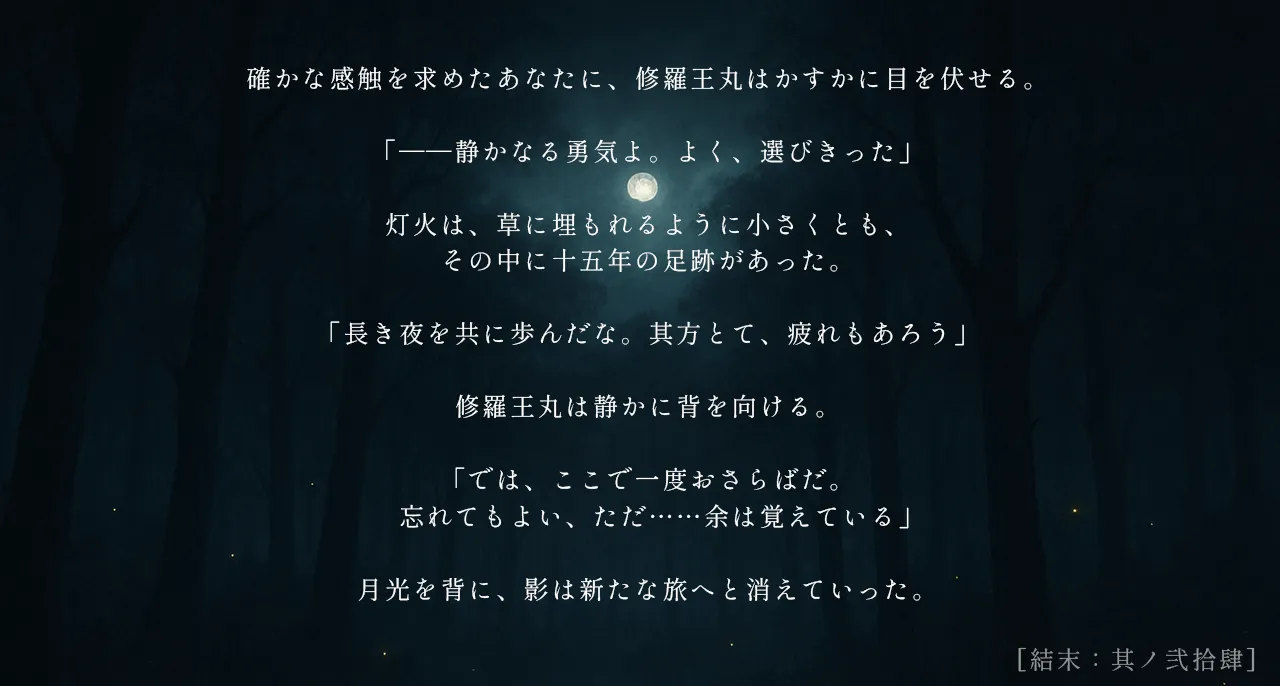 確かな感触を求めたあなたに、修羅王丸はかすかに目を伏せる。
「――静かなる勇気よ。よく、選びきった」
灯火は、草に埋もれるように小さくとも、
その中に十五年の足跡があった。
「長き夜を共に歩んだな。其方とて、疲れもあろう」
修羅王丸は静かに背を向ける。
「では、ここで一度おさらばだ。
忘れてもよい、ただ……余は覚えている」
月光を背に、影は新たな旅へと消えていった。
[結末：其ノ弐拾肆]